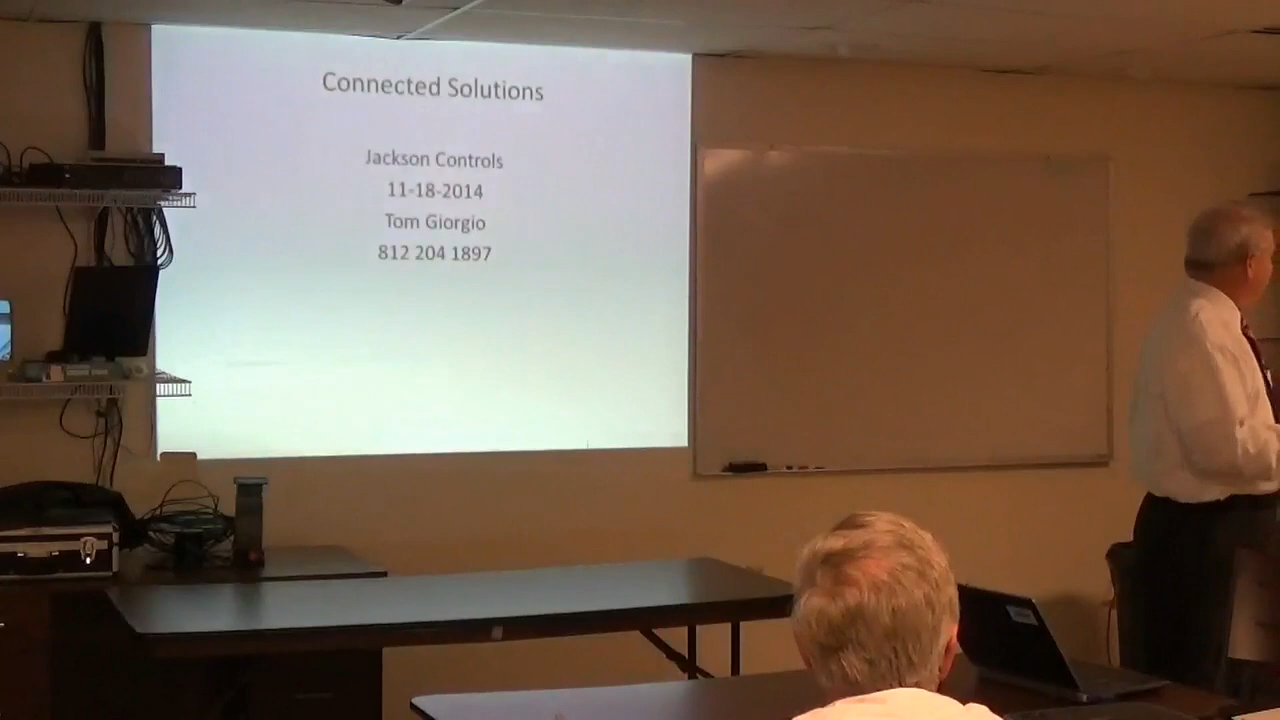 Connected Solutions
Jackson Controls
11-18-2014
Tom Giorgio
812 204 1897